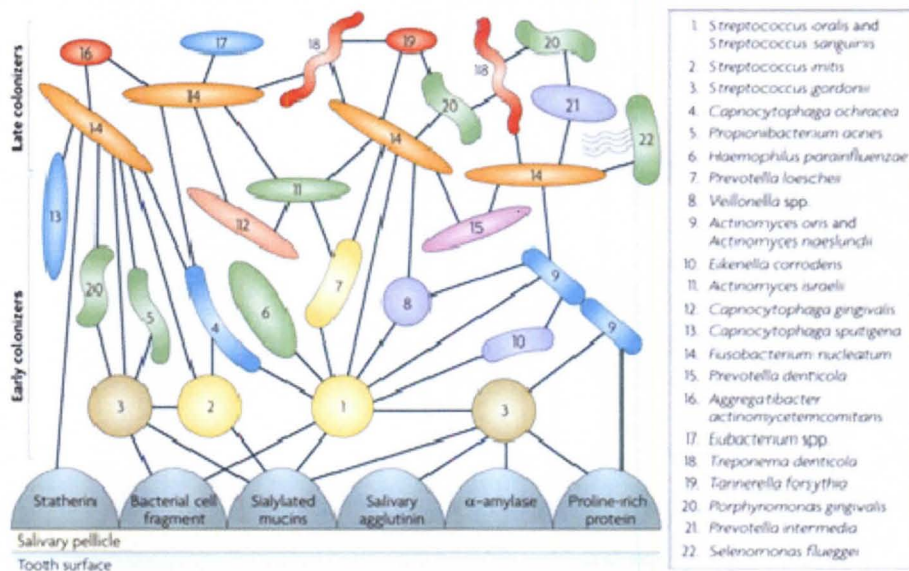 Late colonizers
Early colonizers
16
17
18
19
18
20
14
14
20
21
22
14
14
11
13
112
15
20
5
4
6
7
8
9
9
10
3
2
1
3
Statherin
Bacterial cell
fragment
Sialylated
mucins
Salivary
agglutinin
α-amylase
Proline-rich
protein
Salivary pellicle
Tooth surface
1 Streptococcus oralis and
Streptococcus sanguinis
2 Streptococcus mitis
3 Streptococcus gordonii
4 Capnocytophaga ochracea
5 Propionibacterium acnes
6 Haemophilus parainfluenzae
7 Prevotella loescheii
8 Veillonella spp.
9 Actinomyces oris and
Actinomyces naeslundii
10 Eikenella corrodens
11 Actinomyces israelii
12 Capnocytophaga gingivalis
13 Capnocytophaga sputigena
14 Fusobacterium nucleatum
15 Prevotella denticola
16 Aggregatibacter
actinomycetemcomitans
17 Eubacterium spp.
18 Treponema denticola
19 Tannerella forsythia
20 Porphyromonas gingivalis
21 Prevotella intermedia
22 Selenomonas flueggei